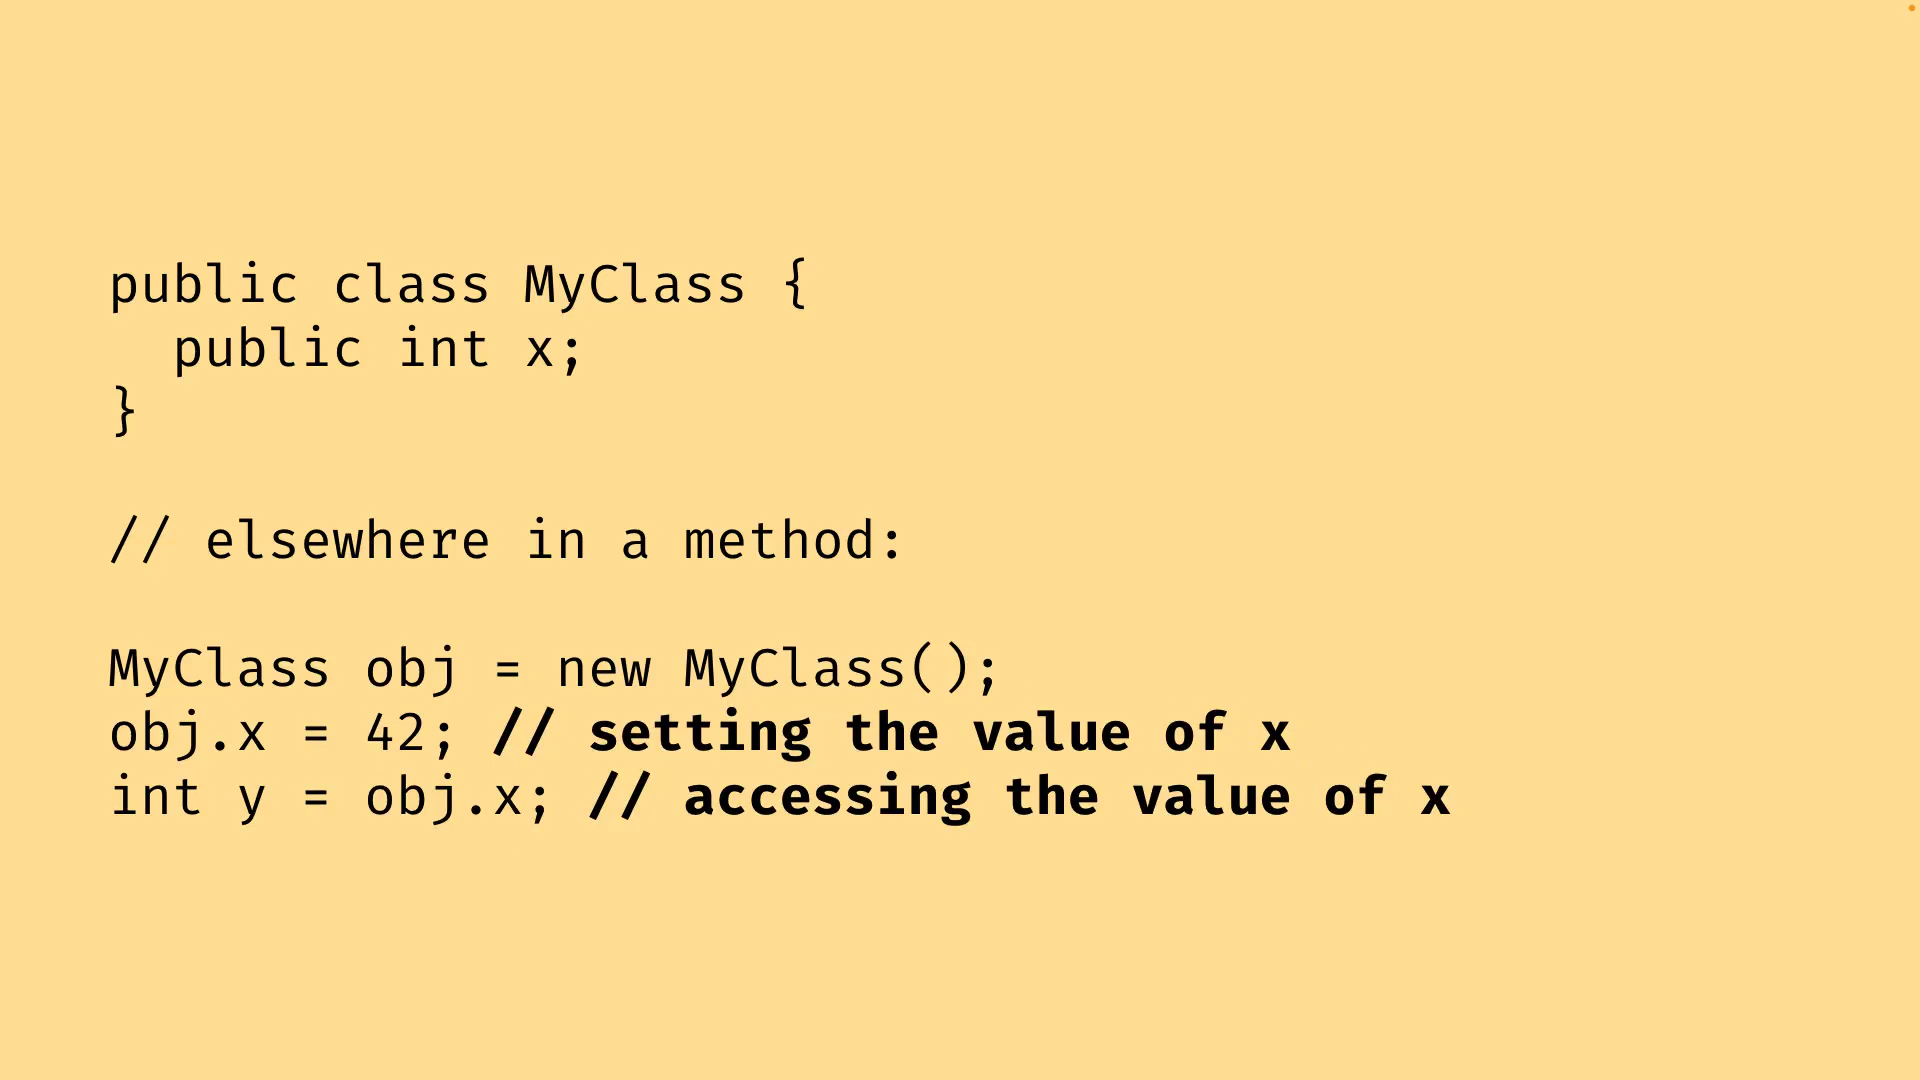 public class MyClass {
  public int x;
}
// elsewhere in a method:
MyClass obj = new MyClass();
obj.x = 42; // setting the value of x
int y = obj.x; // accessing the value of x